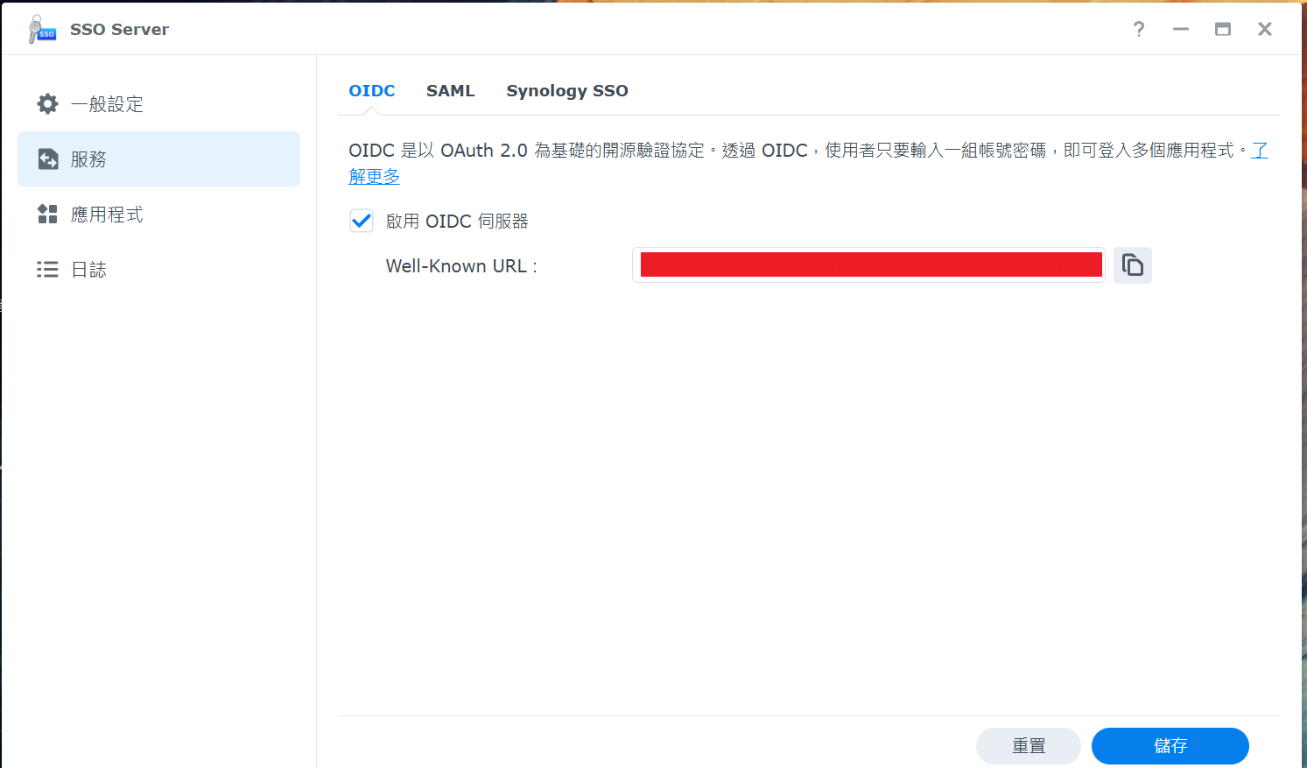 SSO
SSO Server
一般設定
服務
應用程式
日誌
OIDC SAML Synology SSO
OIDC 是以 OAuth 2.0 為基礎的開源驗證協定。透過 OIDC，使用者只要輸入一組帳號密碼，即可登入多個應用程式。了
解更多
啟用 OIDC 伺服器
Well-Known URL :
重置 儲存